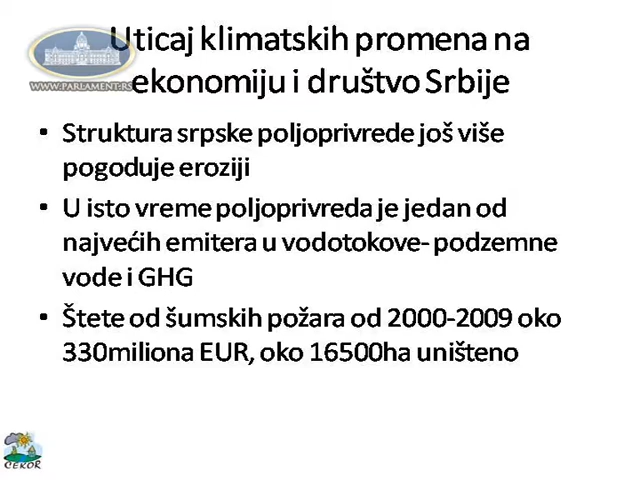 Uticaj klimatskih promena na
ekonomiju i društvo Srbije
WWW.PARLAMENT.RS
• Struktura srpske poljoprivrede još više
pogoduje eroziji
• U isto vreme poljoprivreda je jedan od
najvećih emitera u vodotokove- podzemne
vode i GHG
• Štete od šumskih požara od 2000-2009 oko
330miliona EUR, oko 16500ha uništeno
CEKOR